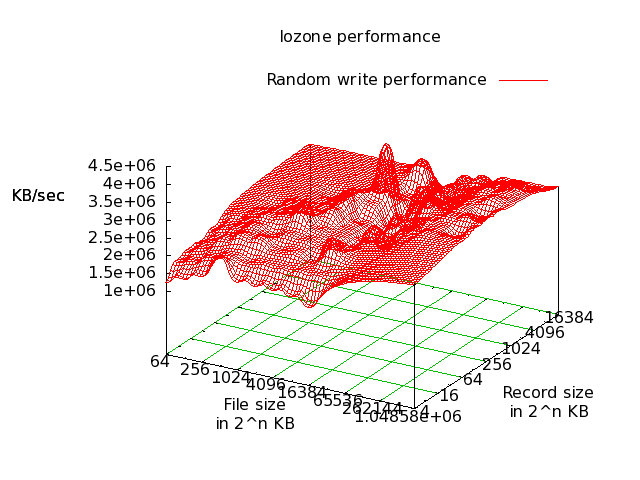 Iozone performance
Random write performance
KB/sec
4.5e+06
4e+06
3.5e+06
3e+06
2.5e+06
2e+06
1.5e+06
1e+06
64
256
1024
4096
16384
65536
262144
1.04858e+06
File size
in 2^n KB
4
16
64
256
1024
4096
16384
Record size
in 2^n KB